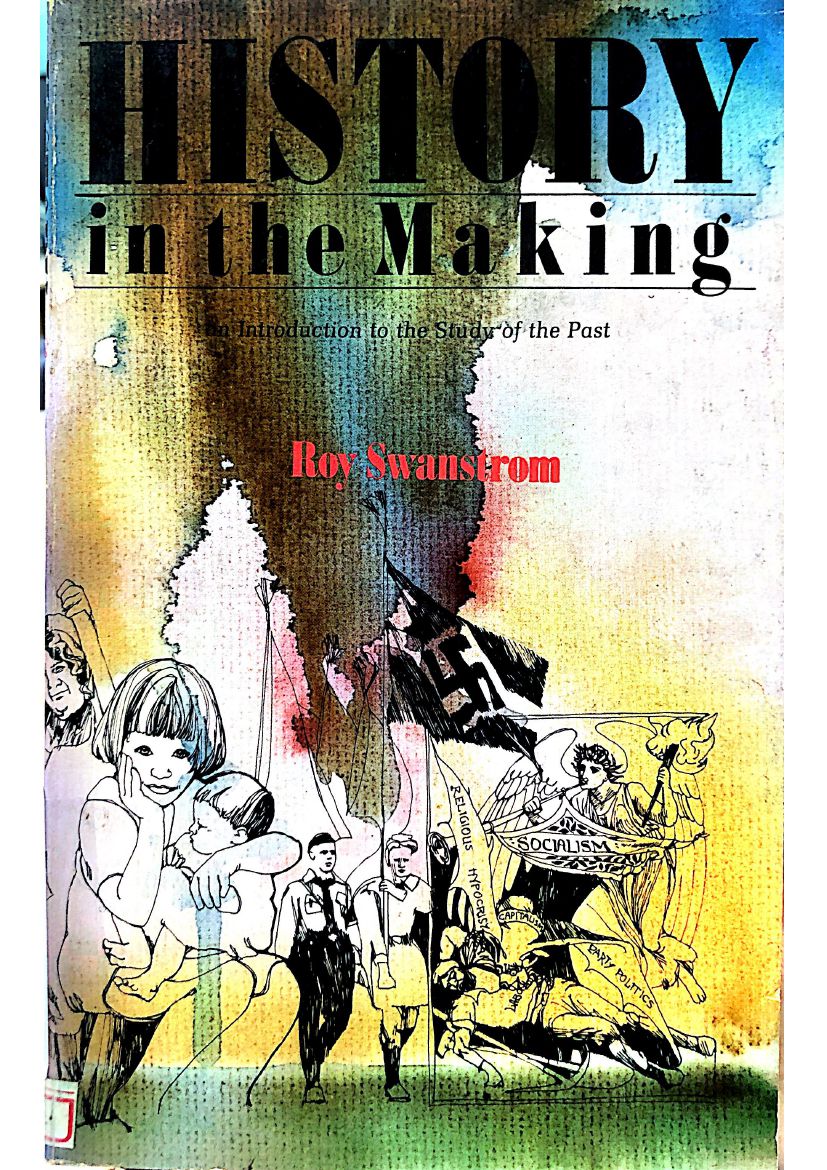 HISTORY
in the Making
an Introduction to the Study of the Past
Roy Swanstrom
RELIGIOUS HYPOCRISY
SOCIALISM
CAPITALISM
PARTY POLITICS